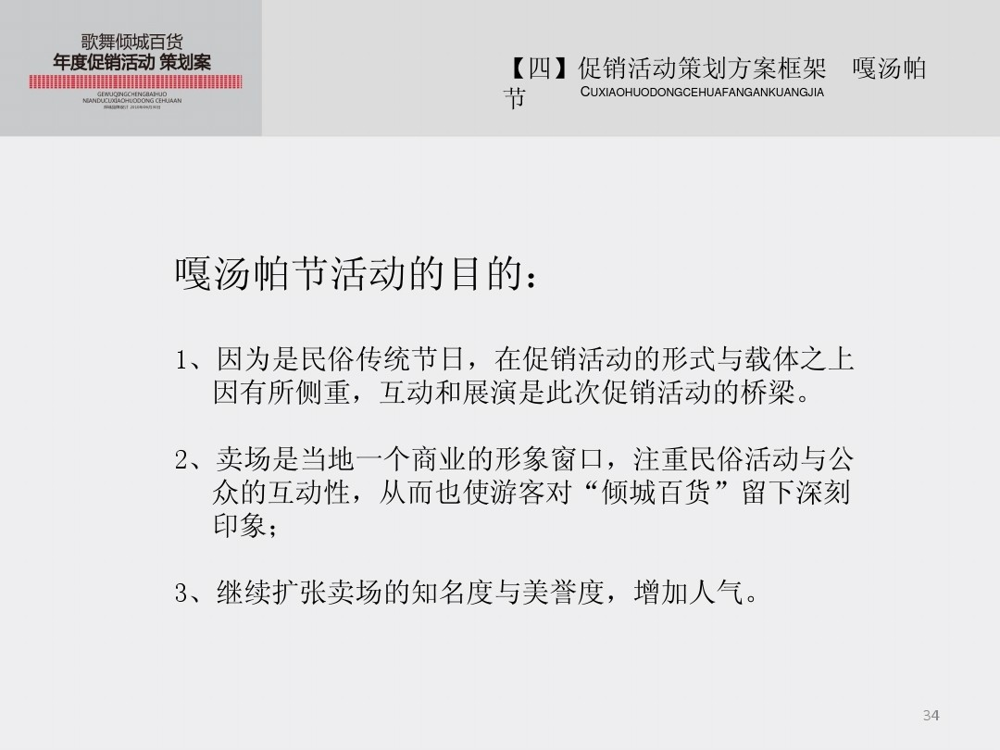 歌舞倾城百货
年度促销活动 策划案
GEWUQINGCHENGBAIHUO
NIANDUCUXIAOHUODONG CEHUAAN
【四】促销活动策划方案框架　嘎汤帕
节
CUXIAOHUODONGCEHUAFANGANKUANGJIA
嘎汤帕节活动的目的：
1、因为是民俗传统节日，在促销活动的形式与载体之上
因有所侧重，互动和展演是此次促销活动的桥梁。
2、卖场是当地一个商业的形象窗口，注重民俗活动与公
众的互动性，从而也使游客对“倾城百货”留下深刻
印象；
3、继续扩张卖场的知名度与美誉度，增加人气。
34